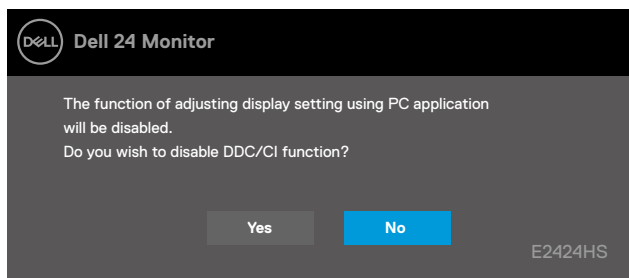 DELL Dell 24 Monitor
The function of adjusting display setting using PC application
will be disabled.
Do you wish to disable DDC/CI function?
Yes No
E2424HS